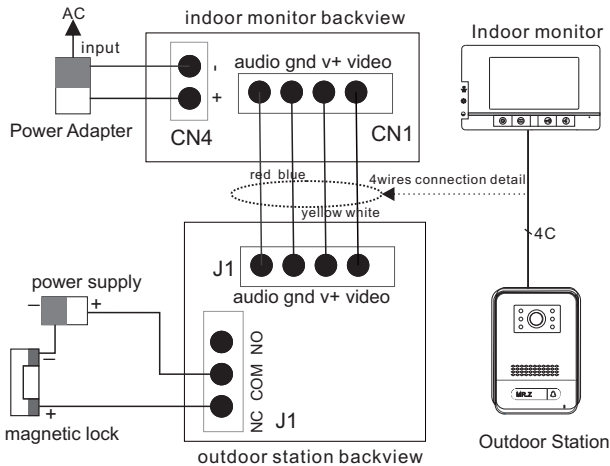 AC
indoor monitor backview
Indoor monitor
input
audio gnd v+ video
-
+
Power Adapter
CN4
CN1
red blue
4wires connection detail
yellow white
4C
J1
power supply
audio gnd v+ video
− +
−
NC COM NO
MR.Z
+
J1
magnetic lock
Outdoor Station
outdoor station backview